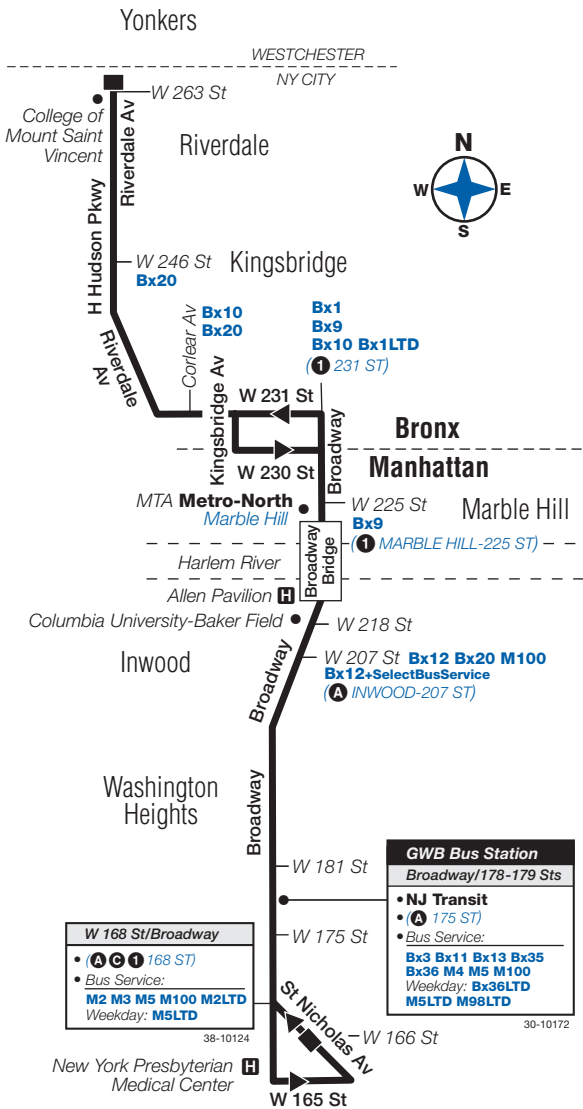 Yonkers
WESTCHESTER
NY CITY
W 263 St
College of
Mount Saint
Vincent
Riverdale Av
Riverdale
N
W
E
S
H Hudson Pkwy
W 246 St
Bx20
Kingsbridge
Riverdale
Av
Corlear Av
Bx10
Bx20
Kingsbridge Av
Bx1
Bx9
Bx10 Bx1LTD
(1 231 ST)
W 231 St
W 230 St
Broadway
Bronx
Manhattan
MTA Metro-North
Marble Hill
W 225 St
Marble Hill
Bx9
(1 MARBLE HILL-225 ST)
Harlem River
Broadway
Bridge
Allen Pavilion H
Columbia University-Baker Field
W 218 St
Inwood
W 207 St Bx12 Bx20 M100
Bx12+SelectBusService
(A INWOOD-207 ST)
Broadway
Washington
Heights
Broadway
W 181 St
GWB Bus Station
Broadway/178-179 Sts
• NJ Transit
• (A 175 ST)
• Bus Service:
Bx3 Bx11 Bx13 Bx35
Bx36 M4 M5 M100
Weekday: Bx36LTD
M5LTD M98LTD
30-10172
W 175 St
W 168 St/Broadway
• (A C 1 168 ST)
• Bus Service:
M2 M3 M5 M100 M2LTD
Weekday: M5LTD
38-10124
St Nicholas Av
W 166 St
New York Presbyterian H
Medical Center
W 165 St